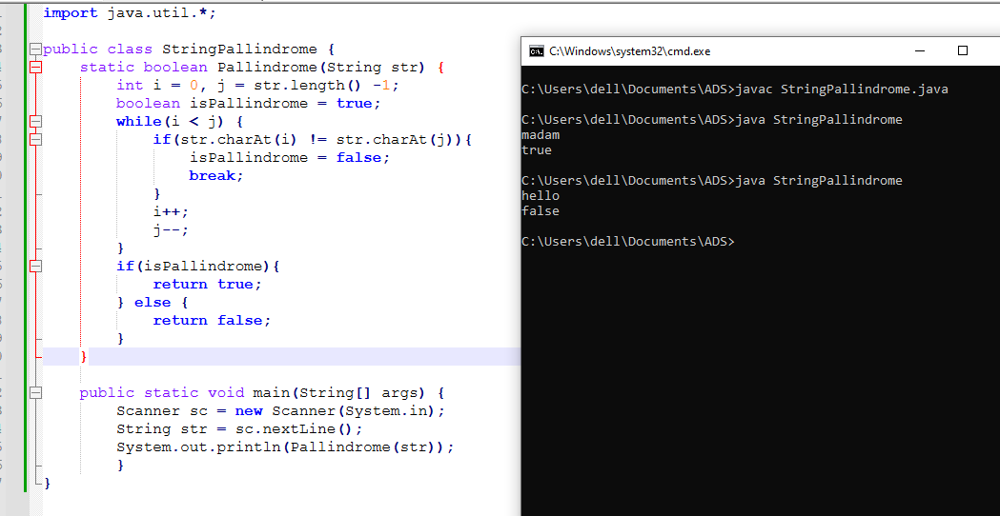 import java.util.*;
public class StringPallindrome {
static boolean Pallindrome(String str) {
int i = 0, j = str.length() -1;
boolean isPallindrome = true;
while(i < j) {
if(str.charAt(i) != str.charAt(j)){
isPallindrome = false;
break;
}
i++;
j--;
}
if(isPallindrome){
return true;
} else {
return false;
}
}
public static void main(String[] args) {
Scanner sc = new Scanner(System.in);
String str = sc.nextLine();
System.out.println(Pallindrome(str));
}
}
C:\Windows\system32\cmd.exe
C:\Users\dell\Documents\ADS>javac StringPallindrome.java
C:\Users\dell\Documents\ADS>java StringPallindrome
madam
true
C:\Users\dell\Documents\ADS>java StringPallindrome
hello
false
C:\Users\dell\Documents\ADS>